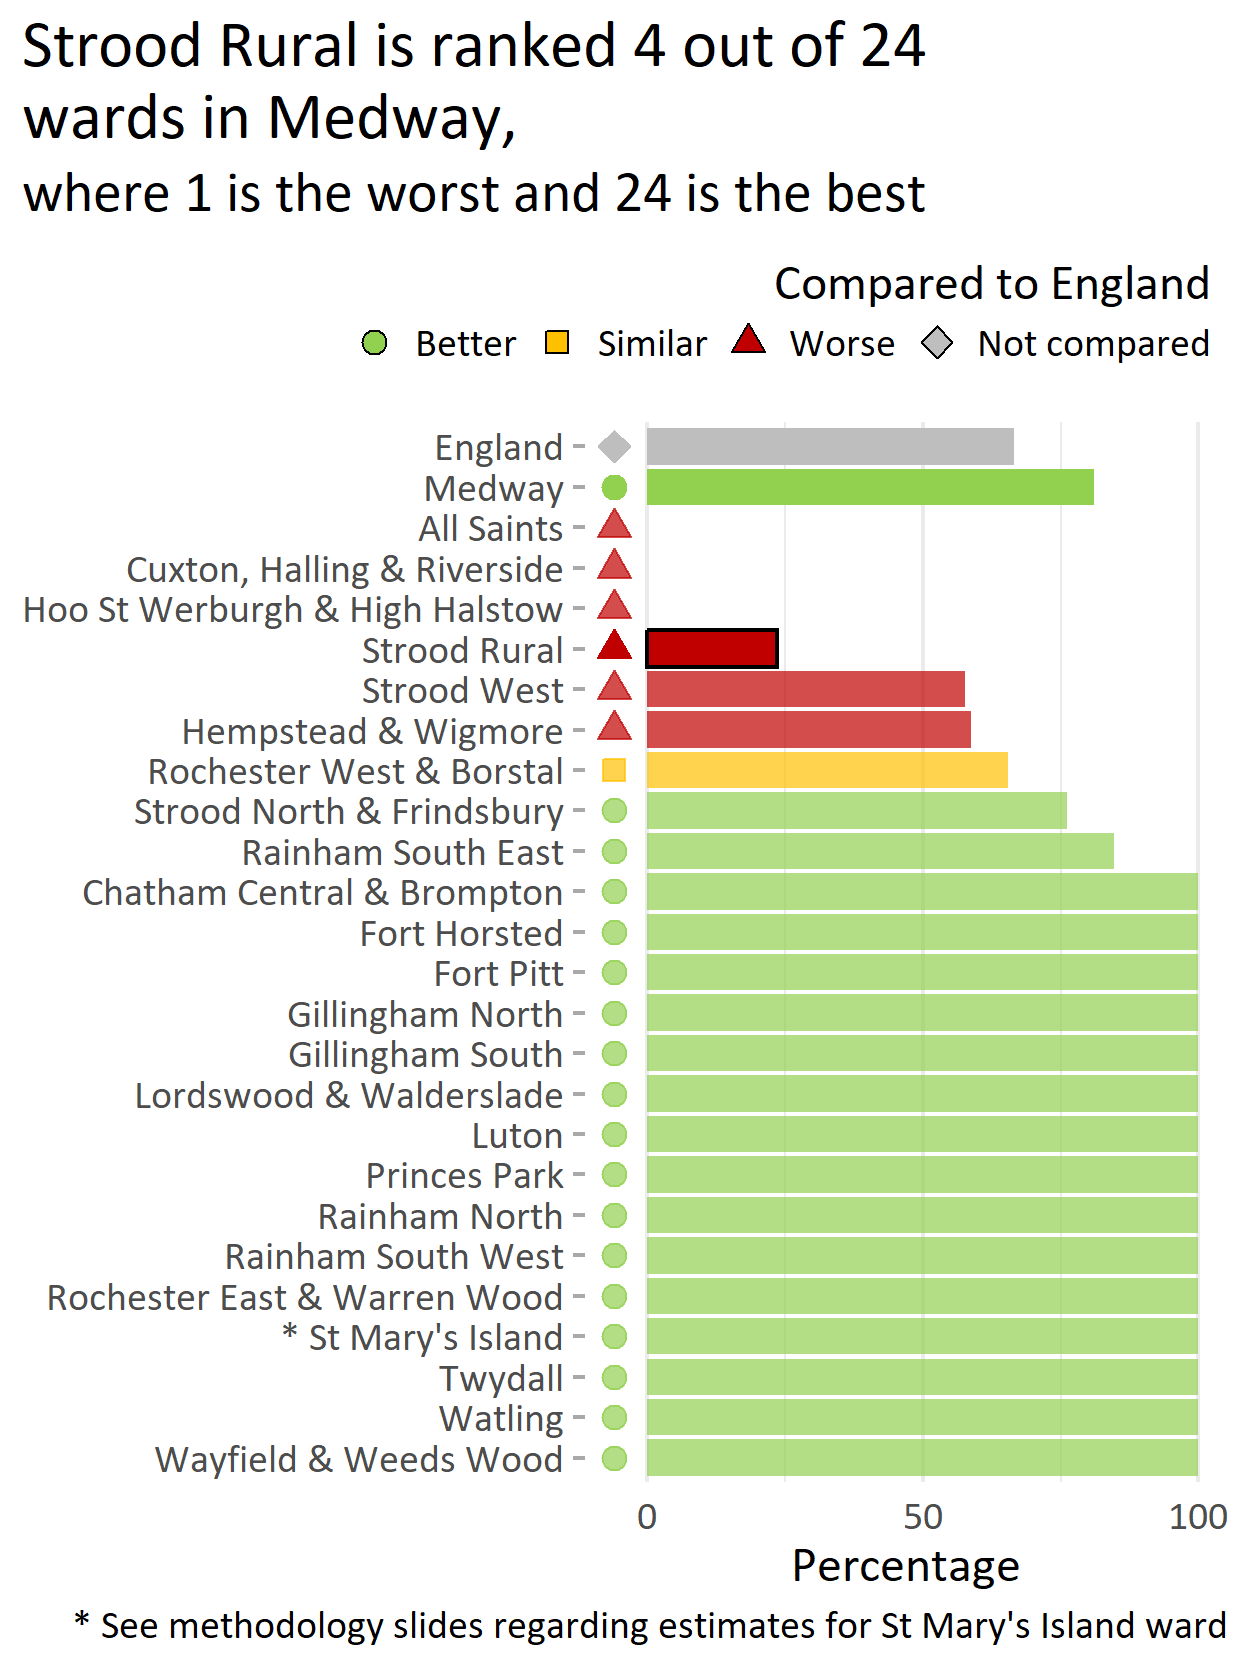 Strood Rural is ranked 4 out of 24
wards in Medway,
where 1 is the worst and 24 is the best
Compared to England
Better Similar Worse Not compared
England
Medway
All Saints
Cuxton, Halling & Riverside
Hoo St Werburgh & High Halstow
Strood Rural
Strood West
Hempstead & Wigmore
Rochester West & Borstal
Strood North & Frindsbury
Rainham South East
Chatham Central & Brompton
Fort Horsted
Fort Pitt
Gillingham North
Gillingham South
Lordswood & Walderslade
Luton
Princes Park
Rainham North
Rainham South West
Rochester East & Warren Wood
* St Mary's Island
Twydall
Watling
Wayfield & Weeds Wood
0 50 100
Percentage
* See methodology slides regarding estimates for St Mary's Island ward